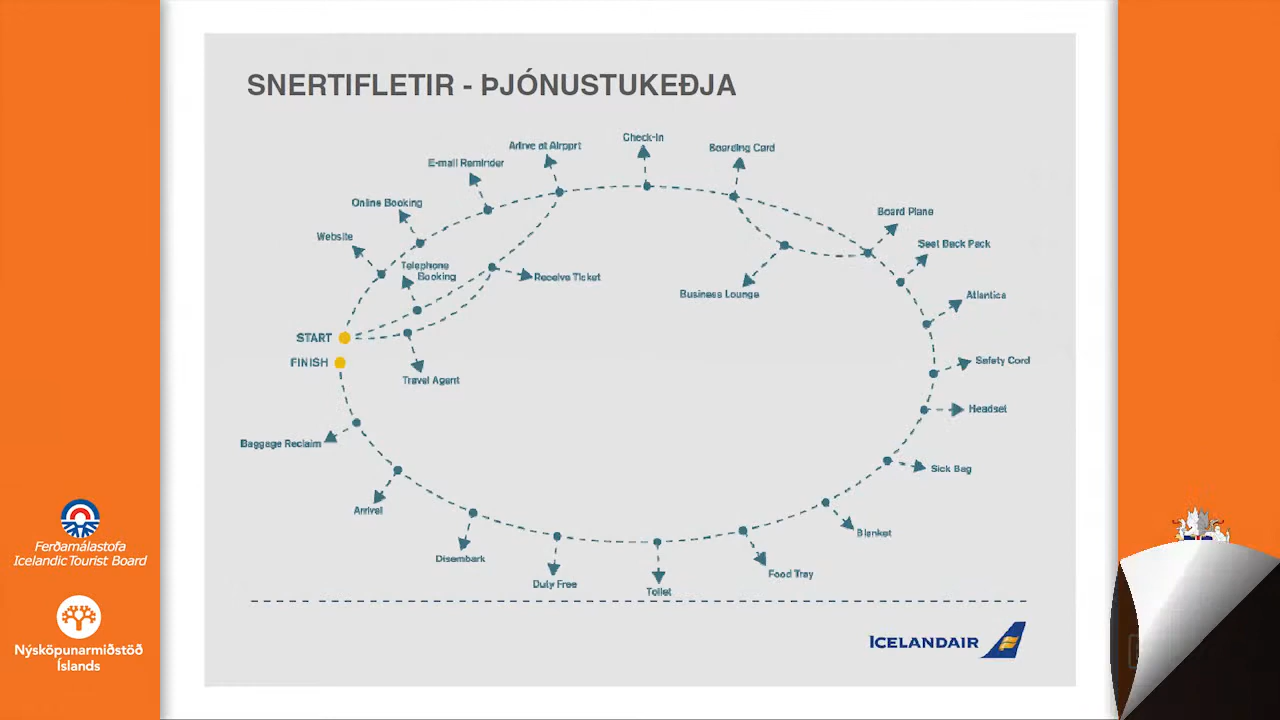 SNERTIFLETIR - ÞJÓNUSTUKEÐJA
Check-In
Arrive at Airport
Boarding Card
E-mail Reminder
Online Booking
Board Plane
Website
Seat Back Pack
Telephone
Booking
Receive Ticket
Business Lounge
Atlantica
START
FINISH
Safety Card
Travel Agent
Headset
Baggage Reclaim
Sick Bag
Arrival
Blanket
Disembark
Food Tray
Duty Free
Toilet
ICELANDAIR
Ferðamálastofa
Icelandic Tourist Board
Nýsköpunarmiðstöð
Íslands